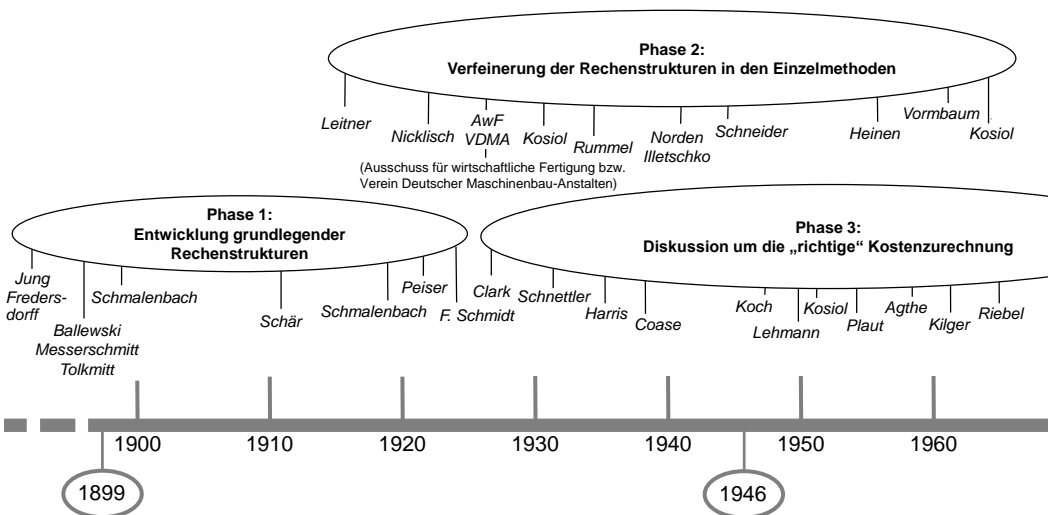 Phase 2:
Verfeinerung der Rechenstrukturen in den Einzelmethoden
Leitner
Nicklisch
AwF
VDMA
Kosiol
Rummel
Norden
Illetschko
Schneider
Heinen
Vormbaum
Kosiol
(Ausschuss für wirtschaftliche Fertigung bzw.
Verein Deutscher Maschinenbau-Anstalten)
Phase 1:
Entwicklung grundlegender
Rechenstrukturen
Jung
Freders-
dorff
Ballewski
Messerschmitt
Tolkmitt
Schmalenbach
Schär
Schmalenbach
Peiser
F. Schmidt
Phase 3:
Diskussion um die „richtige“ Kostenzurechnung
Clark
Schnettler
Harris
Coase
Koch
Lehmann
Kosiol
Plaut
Agthe
Kilger
Riebel
1900
1910
1920
1930
1940
1950
1960
1899
1946